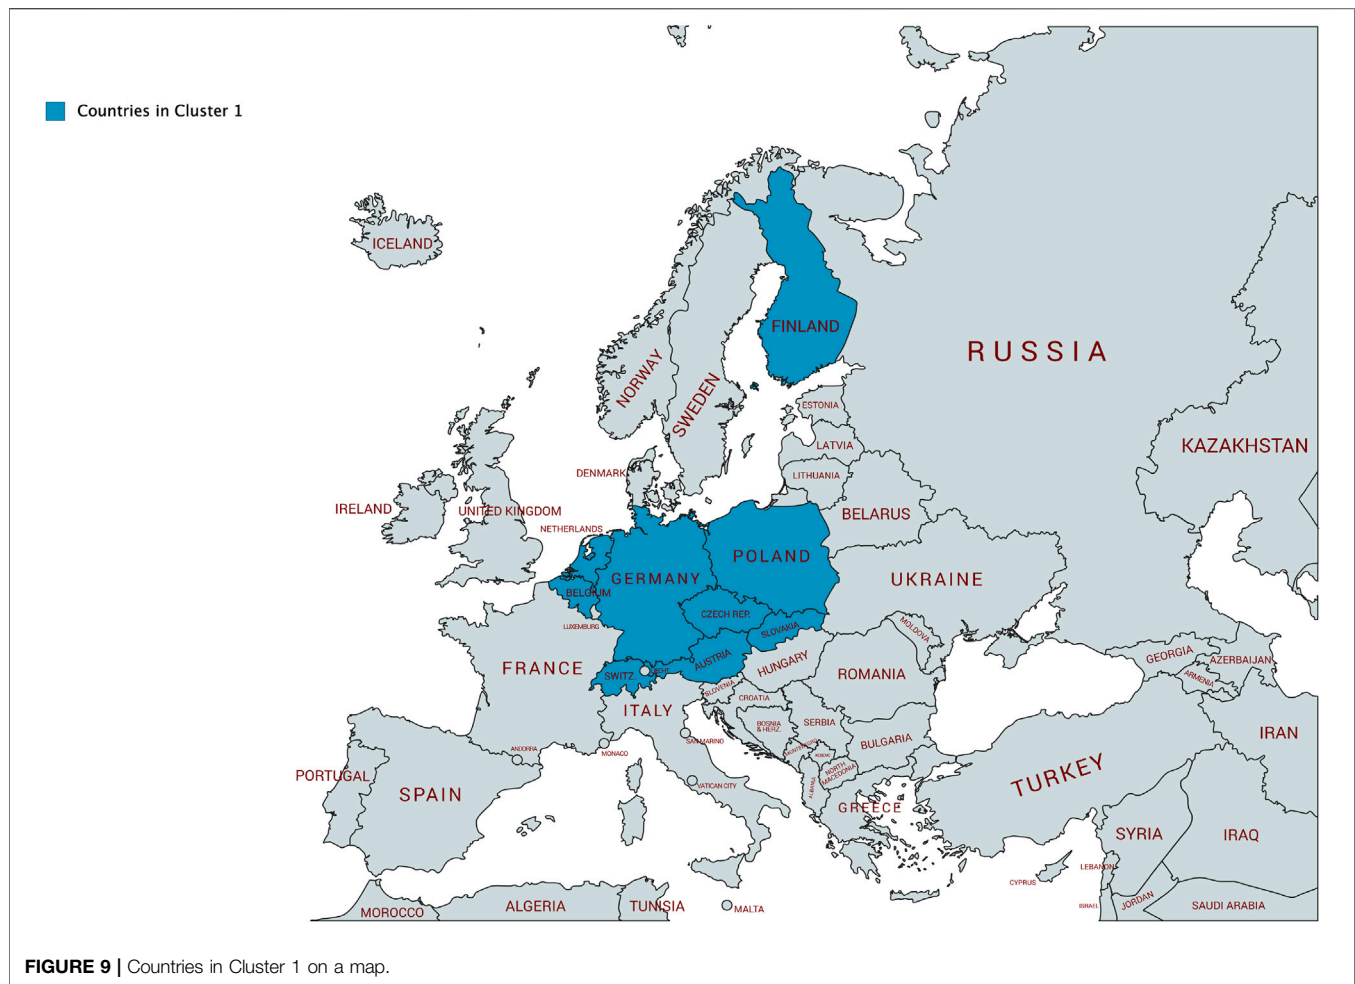 Countries in Cluster 1
ICELAND
FINLAND
RUSSIA
NORWAY
SWEDEN
ESTONIA
KAZAKHSTAN
LATVIA
DENMARK
LITHUANIA
IRELAND
UNITED KINGDOM
BELARUS
NETHERLANDS
POLAND
GERMANY
UKRAINE
BELGIUM
CZECH REP.
LUXEMBURG
SLOVAKIA
MOLDOVA
FRANCE
SWITZ.
AUSTRIA
HUNGARY
GEORGIA
AZERBAIJAN
ROMANIA
ARMENIA
SLOVENIA
CROATIA
ITALY
BOSNIA
& HERZ.
SERBIA
IRAN
SAN MARINO
MONTENEGRO
BULGARIA
ANDORRA
MONACO
KOSOVO
NORTH
MACEDONIA
TURKEY
PORTUGAL
SPAIN
VATICAN CITY
ALBANIA
GREECE
SYRIA
IRAQ
LEBANON
CYPRUS
MOROCCO
ALGERIA
TUNISIA
MALTA
ISRAEL
JORDAN
SAUDI ARABIA
FIGURE 9 | Countries in Cluster 1 on a map.